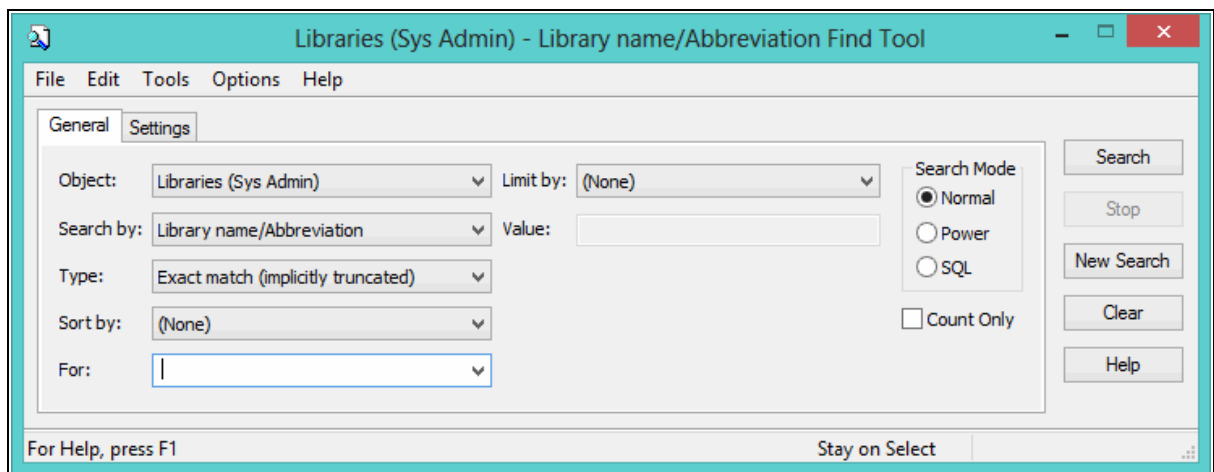 Libraries (Sys Admin) - Library name/Abbreviation Find Tool
File Edit Tools Options Help
General Settings
Object: Libraries (Sys Admin) Limit by: (None) Search Mode Search
Normal
Search by: Library name/Abbreviation Value: Power Stop
Type: Exact match (implicitly truncated) SQL New Search
Sort by: (None) Count Only Clear
For: Help
For Help, press F1 Stay on Select